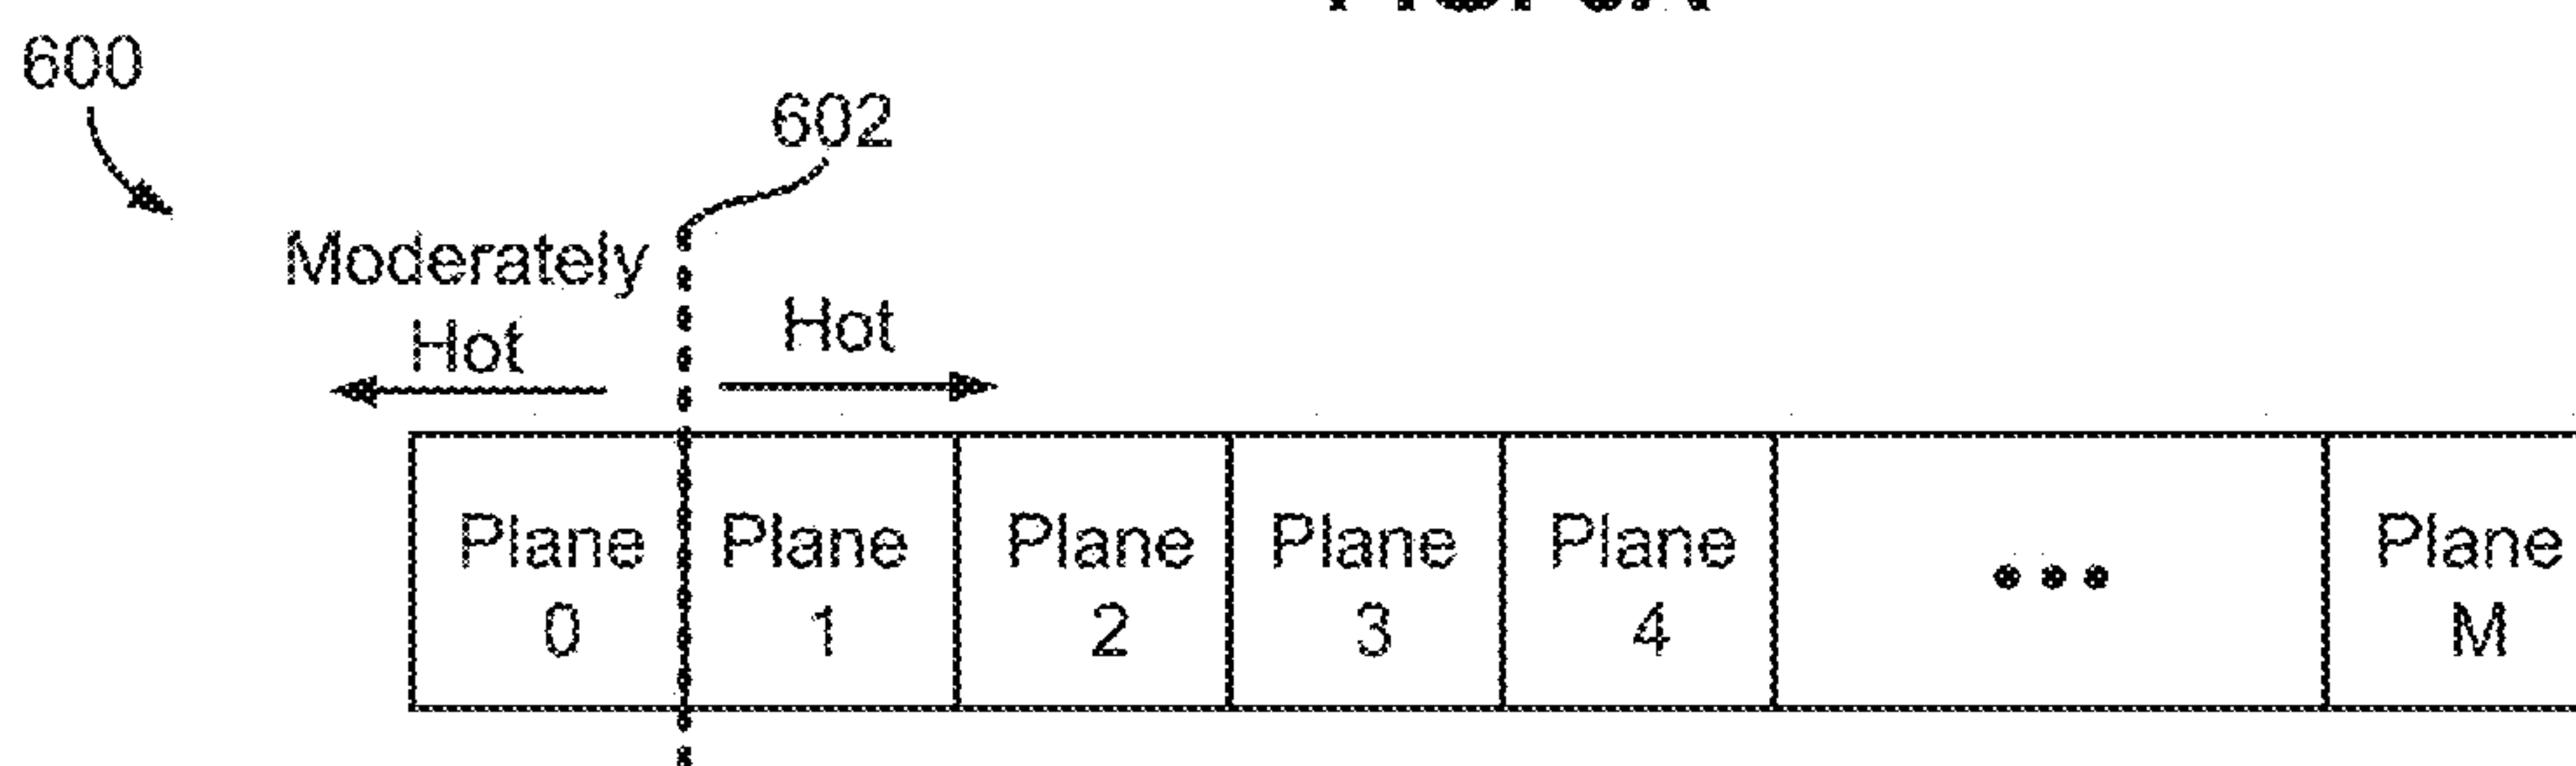 600
602
Moderately
Hot
Hot
Plane 0
Plane 1
Plane 2
Plane 3
Plane 4
•••
Plane M